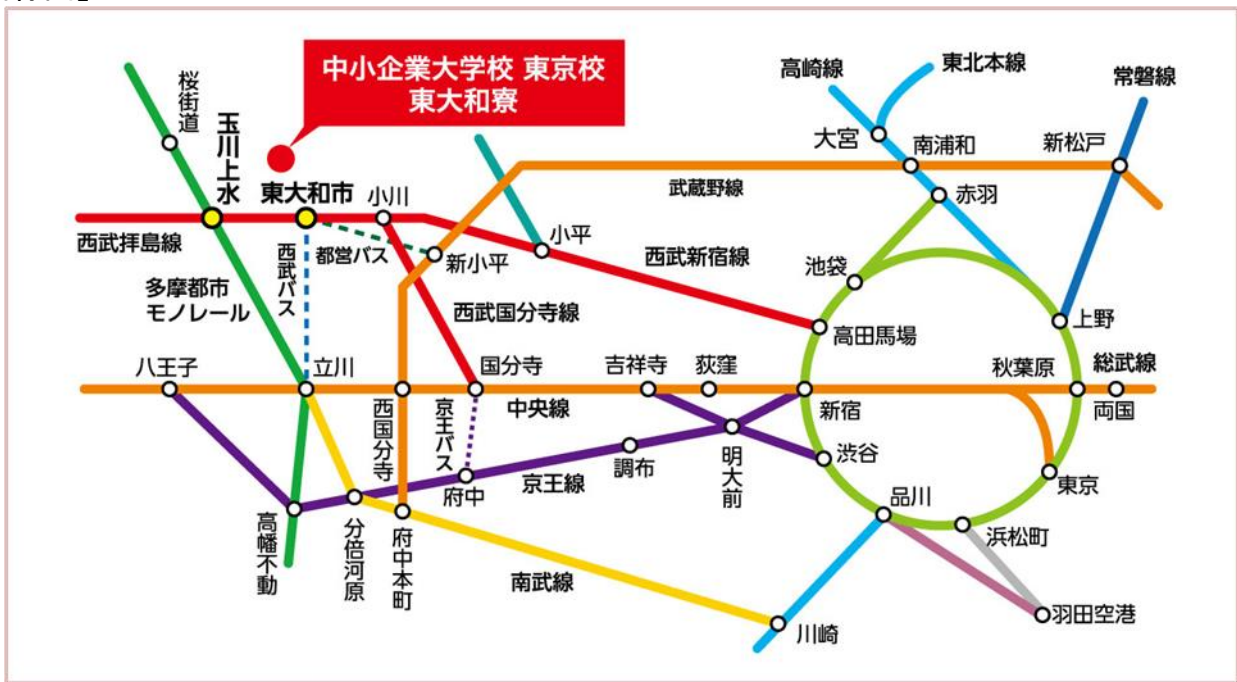 中小企業大学校 東京校
東大和寮
桜街道
玉川上水
東大和市
小川
西武拝島線
西武バス
都営バス
新小平
小平
西武新宿線
武蔵野線
高崎線
東北本線
常磐線
大宮
南浦和
新松戸
赤羽
池袋
高田馬場
上野
多摩都市
モノレール
西武国分寺線
八王子
立川
西国分寺
京王バス
国分寺
中央線
吉祥寺
荻窪
新宿
秋葉原
総武線
両国
渋谷
明大前
調布
京王線
府中
東京
品川
浜松町
高幡不動
分倍河原
府中本町
南武線
川崎
羽田空港